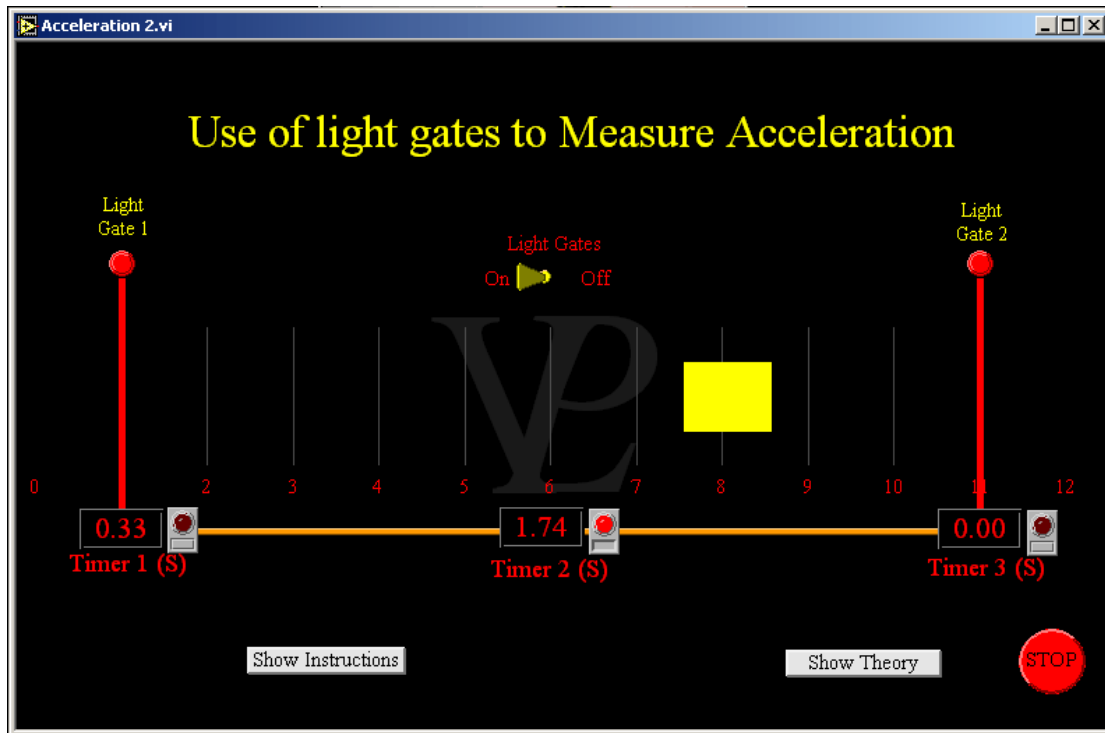 Acceleration 2.vi
Use of light gates to Measure Acceleration
Light
Gate 1
Light
Gate 2
Light Gates
On Off
VPL
0 2 3 4 5 6 7 8 9 10 11 12
0.33 1.74 0.00
Timer 1 (S) Timer 2 (S) Timer 3 (S)
Show Instructions Show Theory STOP